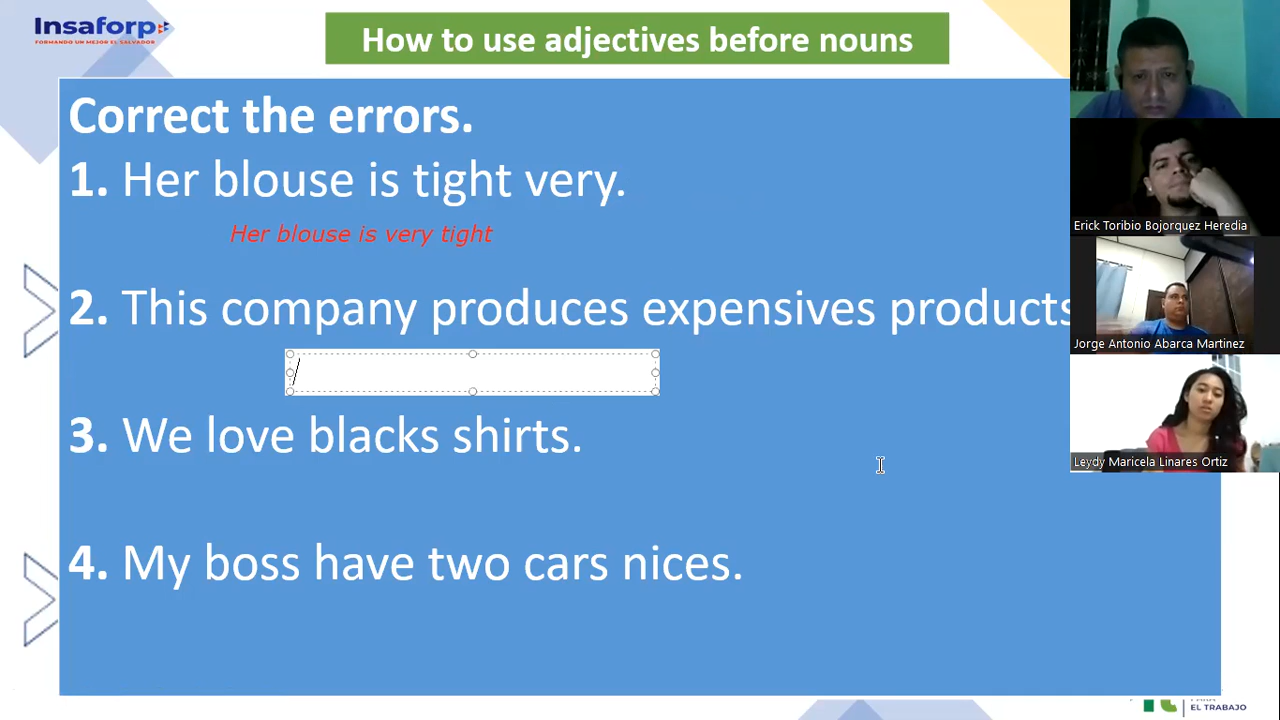 Insaforp
FORMANDO UN MEJOR EL SALVADOR
How to use adjectives before nouns
Correct the errors.
1. Her blouse is tight very.
Her blouse is very tight
2. This company produces expensives products
3. We love blacks shirts.
4. My boss have two cars nices.
Erick Toribio Bojorquez Heredia
Jorge Antonio Abarca Martinez
Leydy Maricela Linares Ortiz
EL TRABAJO